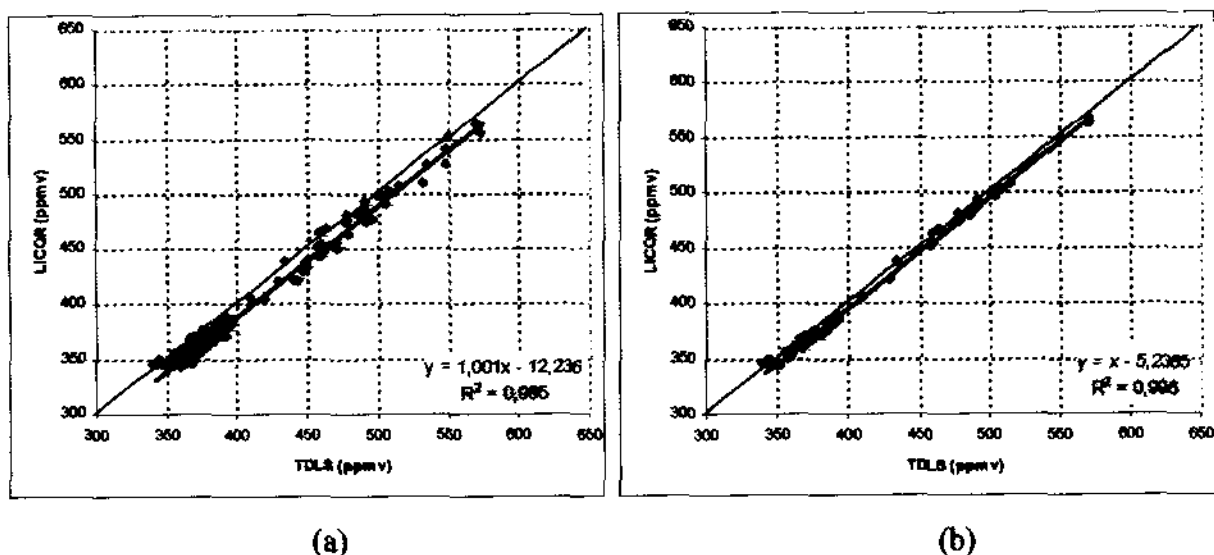 650
600
550
500
450
400
350
300
LICOR (ppmv)
y = 1,001x - 12,236
R² = 0,985
300 350 400 450 500 550 600 650
TDLS (ppmv)
(a)
650
600
550
500
450
400
350
300
LICOR (ppmv)
y = x - 5,2365
R² = 0,998
300 350 400 450 500 550 600 650
TDLS (ppmv)
(b)